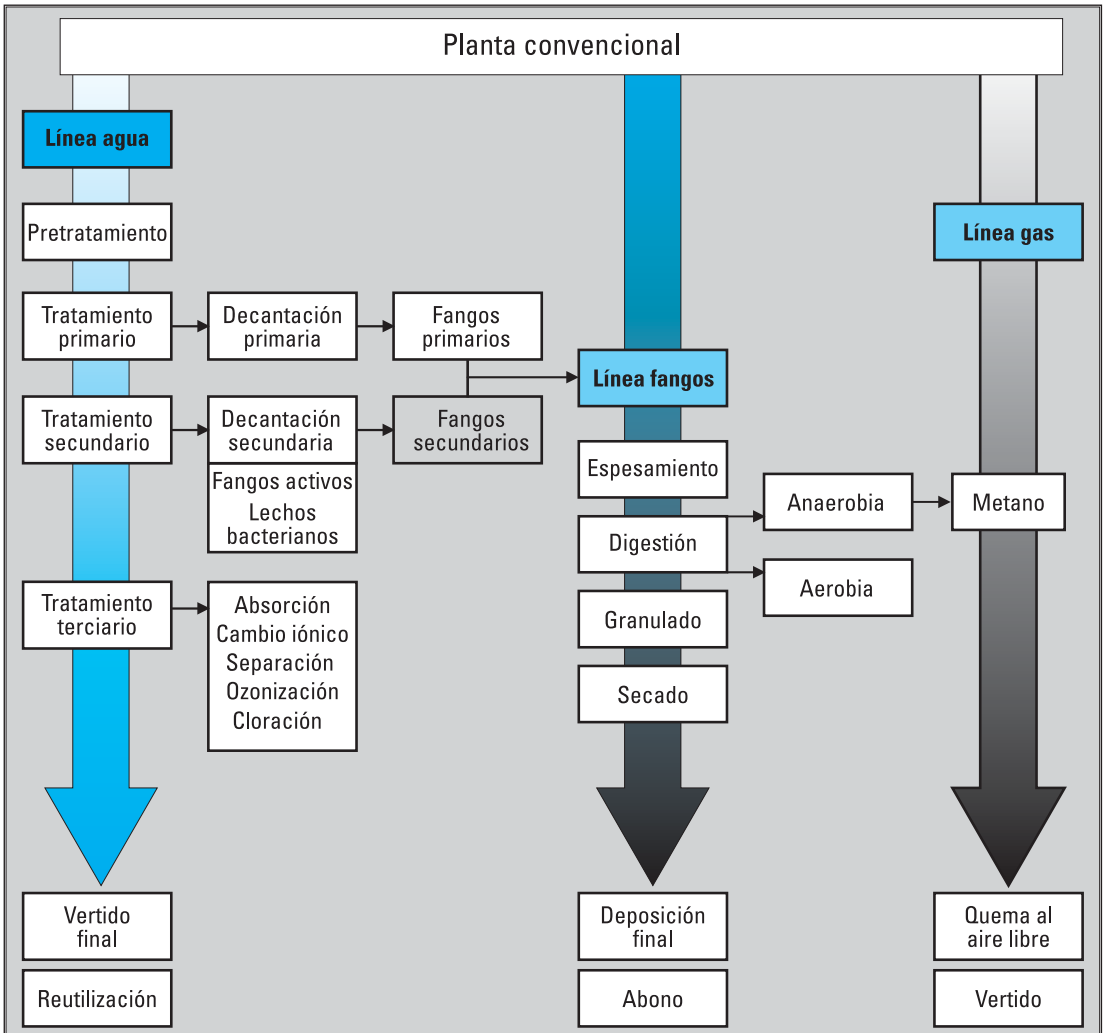 Planta convencional
Línea agua
Pretratamiento
Línea gas
Tratamiento
primario
Decantación
primaria
Fangos
primarios
Línea fangos
Tratamiento
secundario
Decantación
secundaria
Fangos
secundarios
Fangos activos
Lechos
bacterianos
Espesamiento
Digestión
Anaerobia
Metano
Aerobia
Tratamiento
terciario
Absorción
Cambio iónico
Separación
Ozonización
Cloración
Granulado
Secado
Vertido
final
Deposición
final
Quema al
aire libre
Reutilización
Abono
Vertido